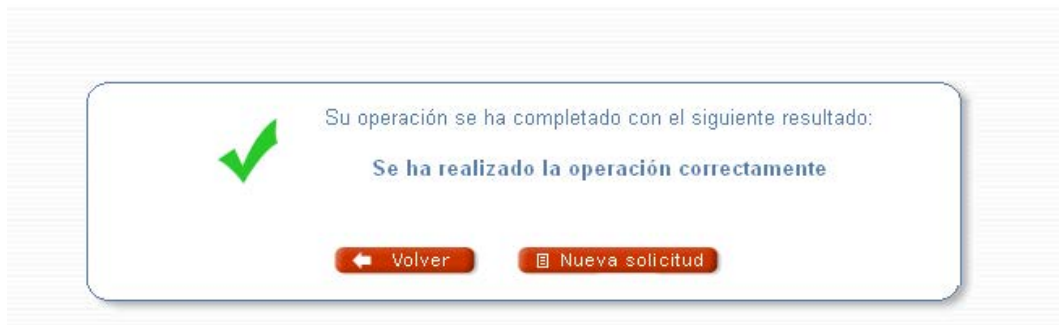 Su operación se ha completado con el siguiente resultado:
Se ha realizado la operación correctamente
Volver
Nueva solicitud